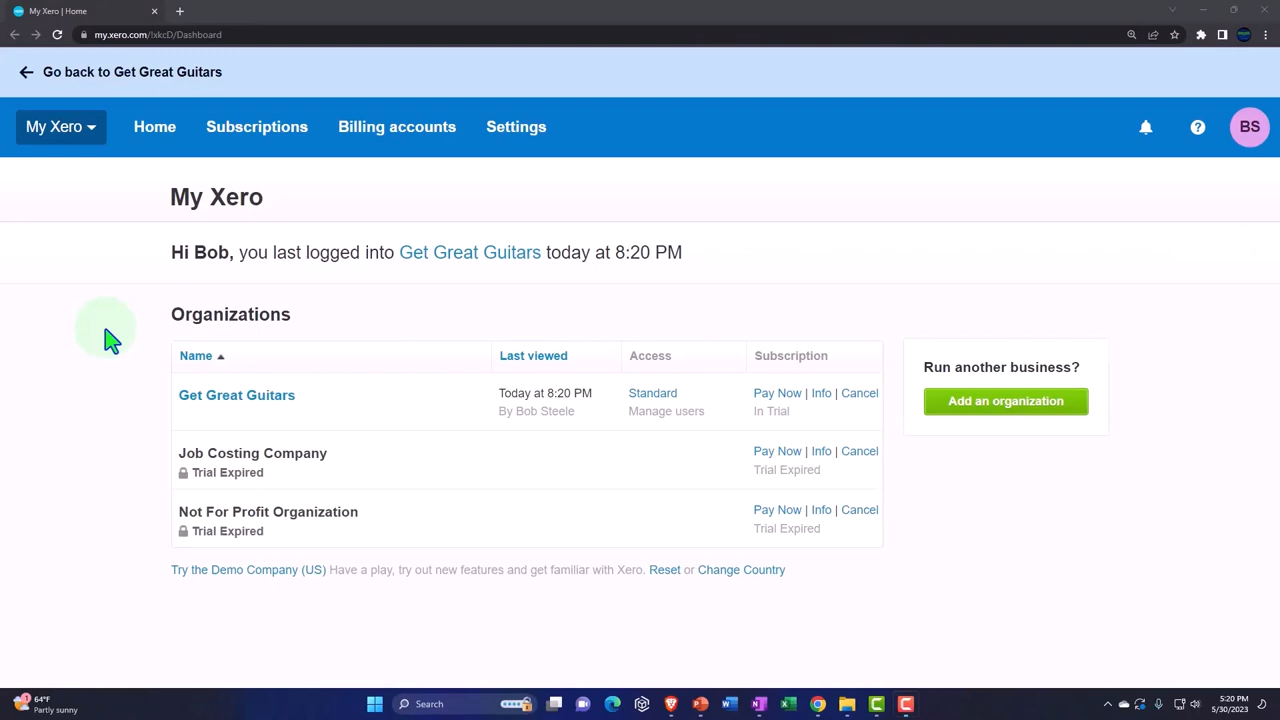 My Xero | Home
my.xero.com/!xkcD/Dashboard
Go back to Get Great Guitars
My Xero Home Subscriptions Billing accounts Settings BS
My Xero
Hi Bob, you last logged into Get Great Guitars today at 8:20 PM
Organizations
Name Last viewed Access Subscription
Get Great Guitars Today at 8:20 PM Standard Pay Now | Info | Cancel
By Bob Steele Manage users In Trial
Job Costing Company Pay Now | Info | Cancel
Trial Expired Trial Expired
Not For Profit Organization Pay Now | Info | Cancel
Trial Expired Trial Expired
Run another business?
Add an organization
Try the Demo Company (US) Have a play, try out new features and get familiar with Xero. Reset or Change Country
1 64°F
Partly sunny
Search
5:20 PM
5/30/2023